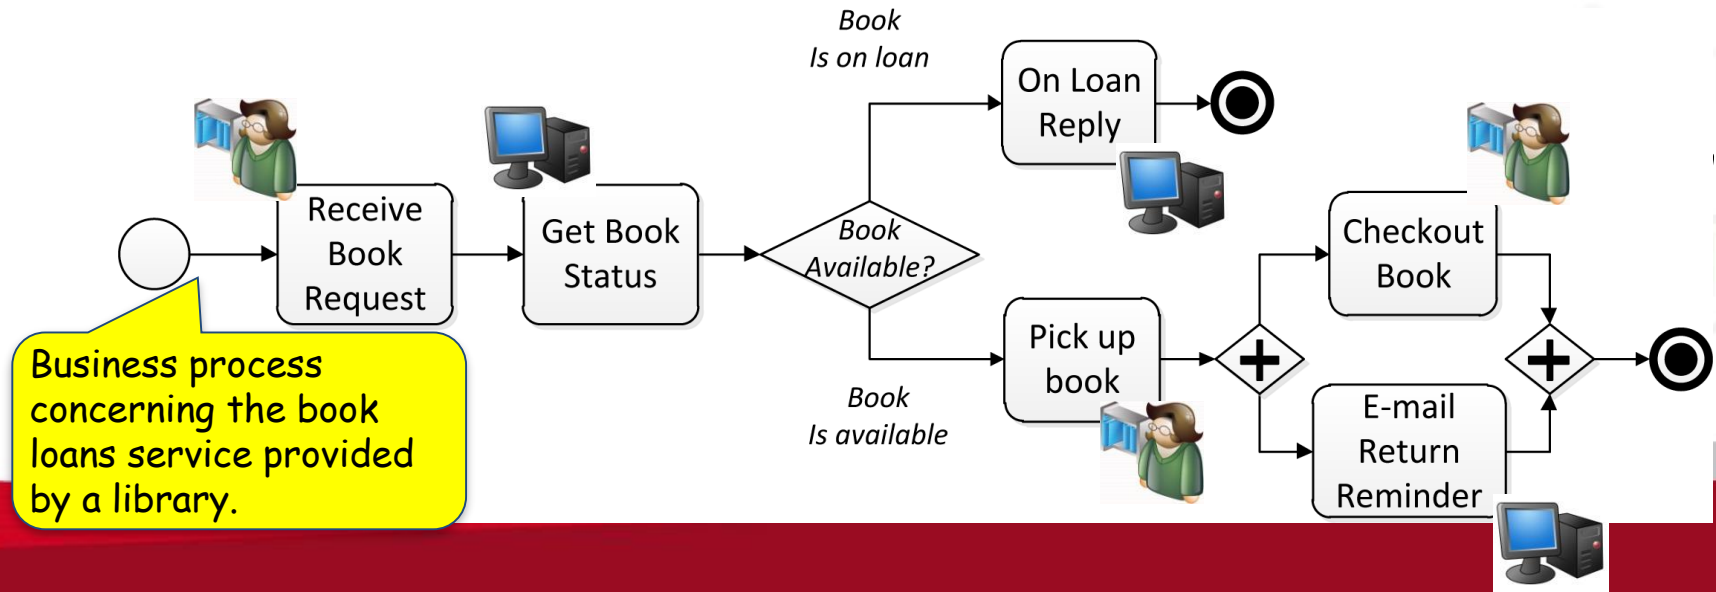 Book
Is on loan
On Loan
Reply
Receive
Book
Request
Get Book
Status
Book
Available?
Checkout
Book
Pick up
book
Book
Is available
E-mail
Return
Reminder
Business process
concerning the book
loans service provided
by a library.